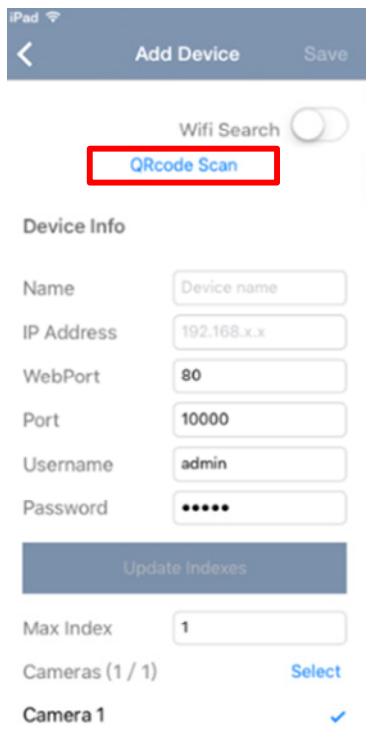 iPad
Add Device Save
Wifi Search
QRcode Scan
Device Info
Name Device name
IP Address 192.168.x.x
WebPort 80
Port 10000
Username admin
Password •••••
Update Indexes
Max Index 1
Cameras (1 / 1) Select
Camera 1